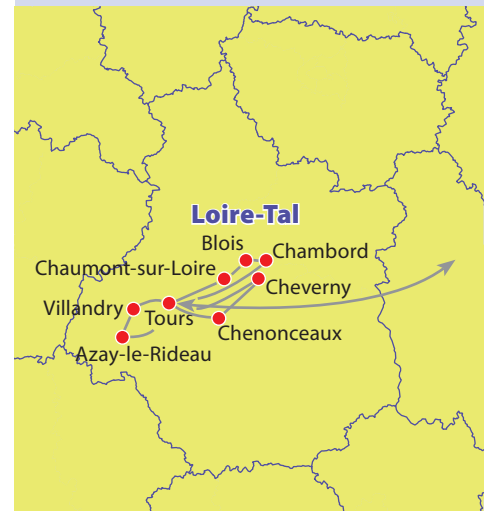 Loire-Tal
Blois
Chambord
Chaumont-sur-Loire
Cheverny
Villandry
Tours
Chenonceaux
Azay-le-Rideau